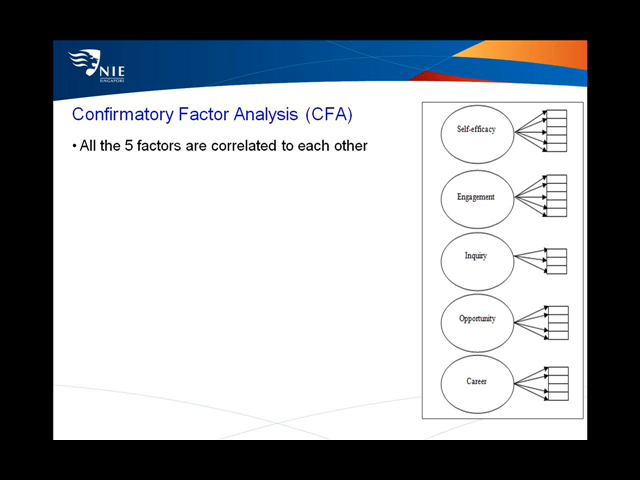 NIE
SINGAPORE
Confirmatory Factor Analysis (CFA)
• All the 5 factors are correlated to each other
Self-efficacy
Engagement
Inquiry
Opportunity
Career